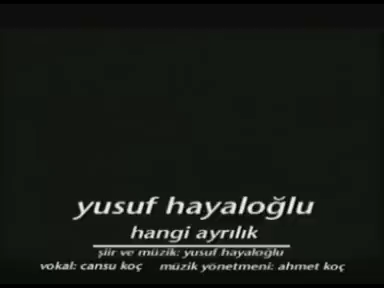 yusuf hayaloğlu
hangi ayrılık
şiir ve müzik: yusuf hayaloğlu
vokal: cansu koç müzik yönetmeni: ahmet koç